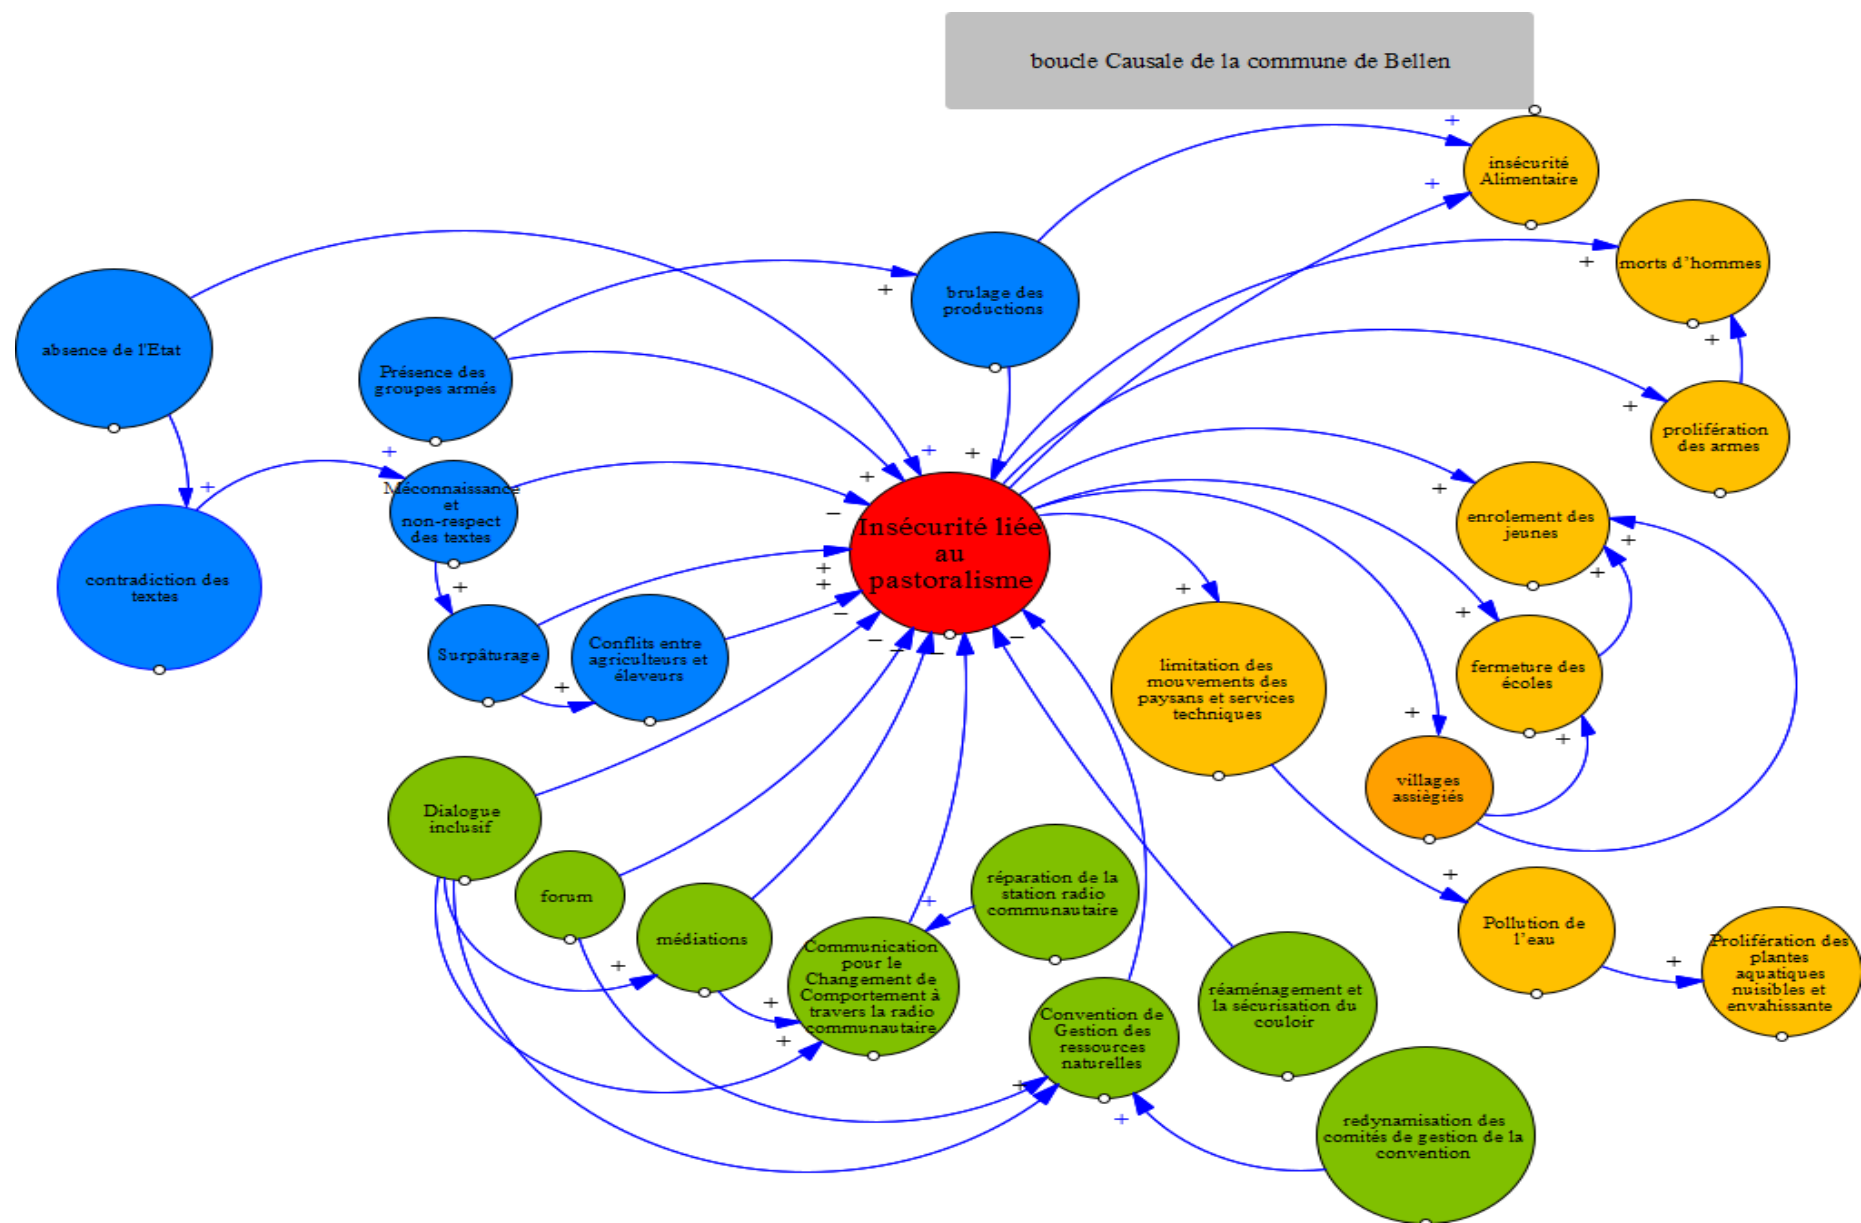 boucle Causale de la commune de Bellen
insécurité
Alimentaire
morts d'hommes
brulage des
productions
absence de l'Etat
Présence des
groupes armés
prolifération
des armes
Méconnaissance
et
non-respect
des textes
Insécurité liée
au
pastoralisme
enrolement des
jeunes
contradiction des
textes
Surpâturage
Conflits entre
agriculteurs et
éleveurs
limitation des
mouvements des
paysans et services
techniques
fermeture des
écoles
villages
assiègiés
Dialogue
inclusif
forum
médiations
réparation de la
station radio
communautaire
Communication
pour le
Changement de
Comportement à
travers la radio
communautaire
Pollution de
l'eau
Prolifération des
plantes
aquatiques
nuisibles et
envahissante
réaménagement et
la sécurisation du
couloir
Convention de
Gestion des
ressources
naturelles
redynamisation des
comités de gestion de la
convention